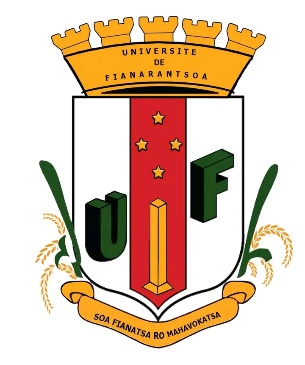 UNIVERSITE
DE
FIANARANTSOA
U F
SOA FIANATSA RO MAHAVOKATSA